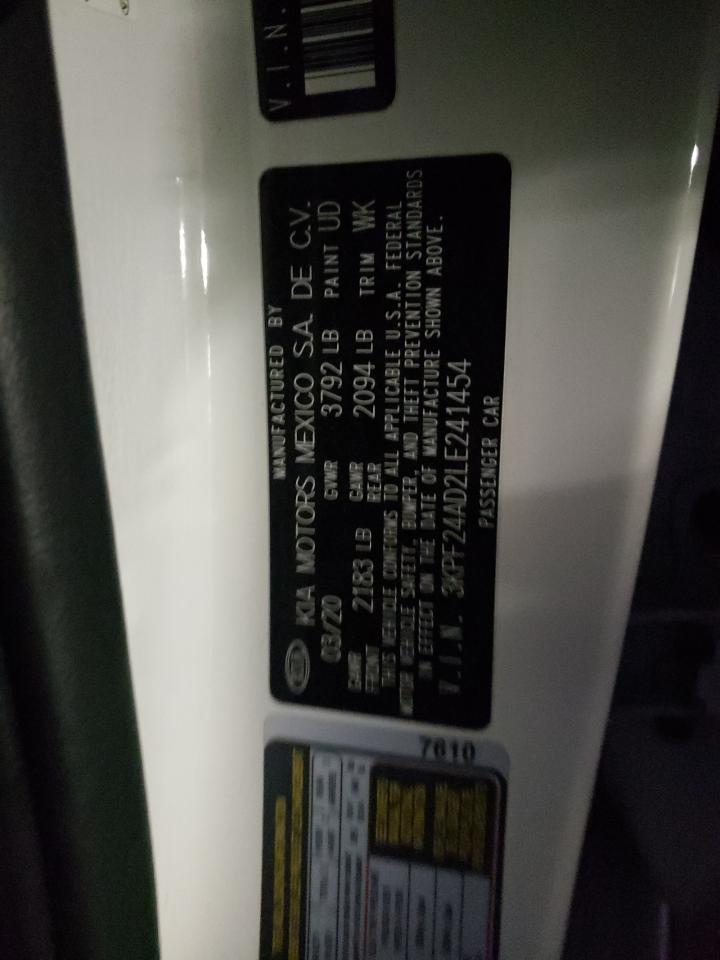 V.I.N.
MANUFACTURED BY
KIA MOTORS MEXICO S.A. DE C.V.
03/20 GVWR 3792 LB PAINT UD
GAWR FRONT 2183 LB GAWR REAR 2094 LB TRIM WK
THIS VEHICLE CONFORMS TO ALL APPLICABLE U.S.A. FEDERAL
MOTOR VEHICLE SAFETY, BUMPER, AND THEFT PREVENTION STANDARDS
IN EFFECT ON THE DATE OF MANUFACTURE SHOWN ABOVE.
V.I.N. 3KPF24AD2LE241454
PASSENGER CAR
7610